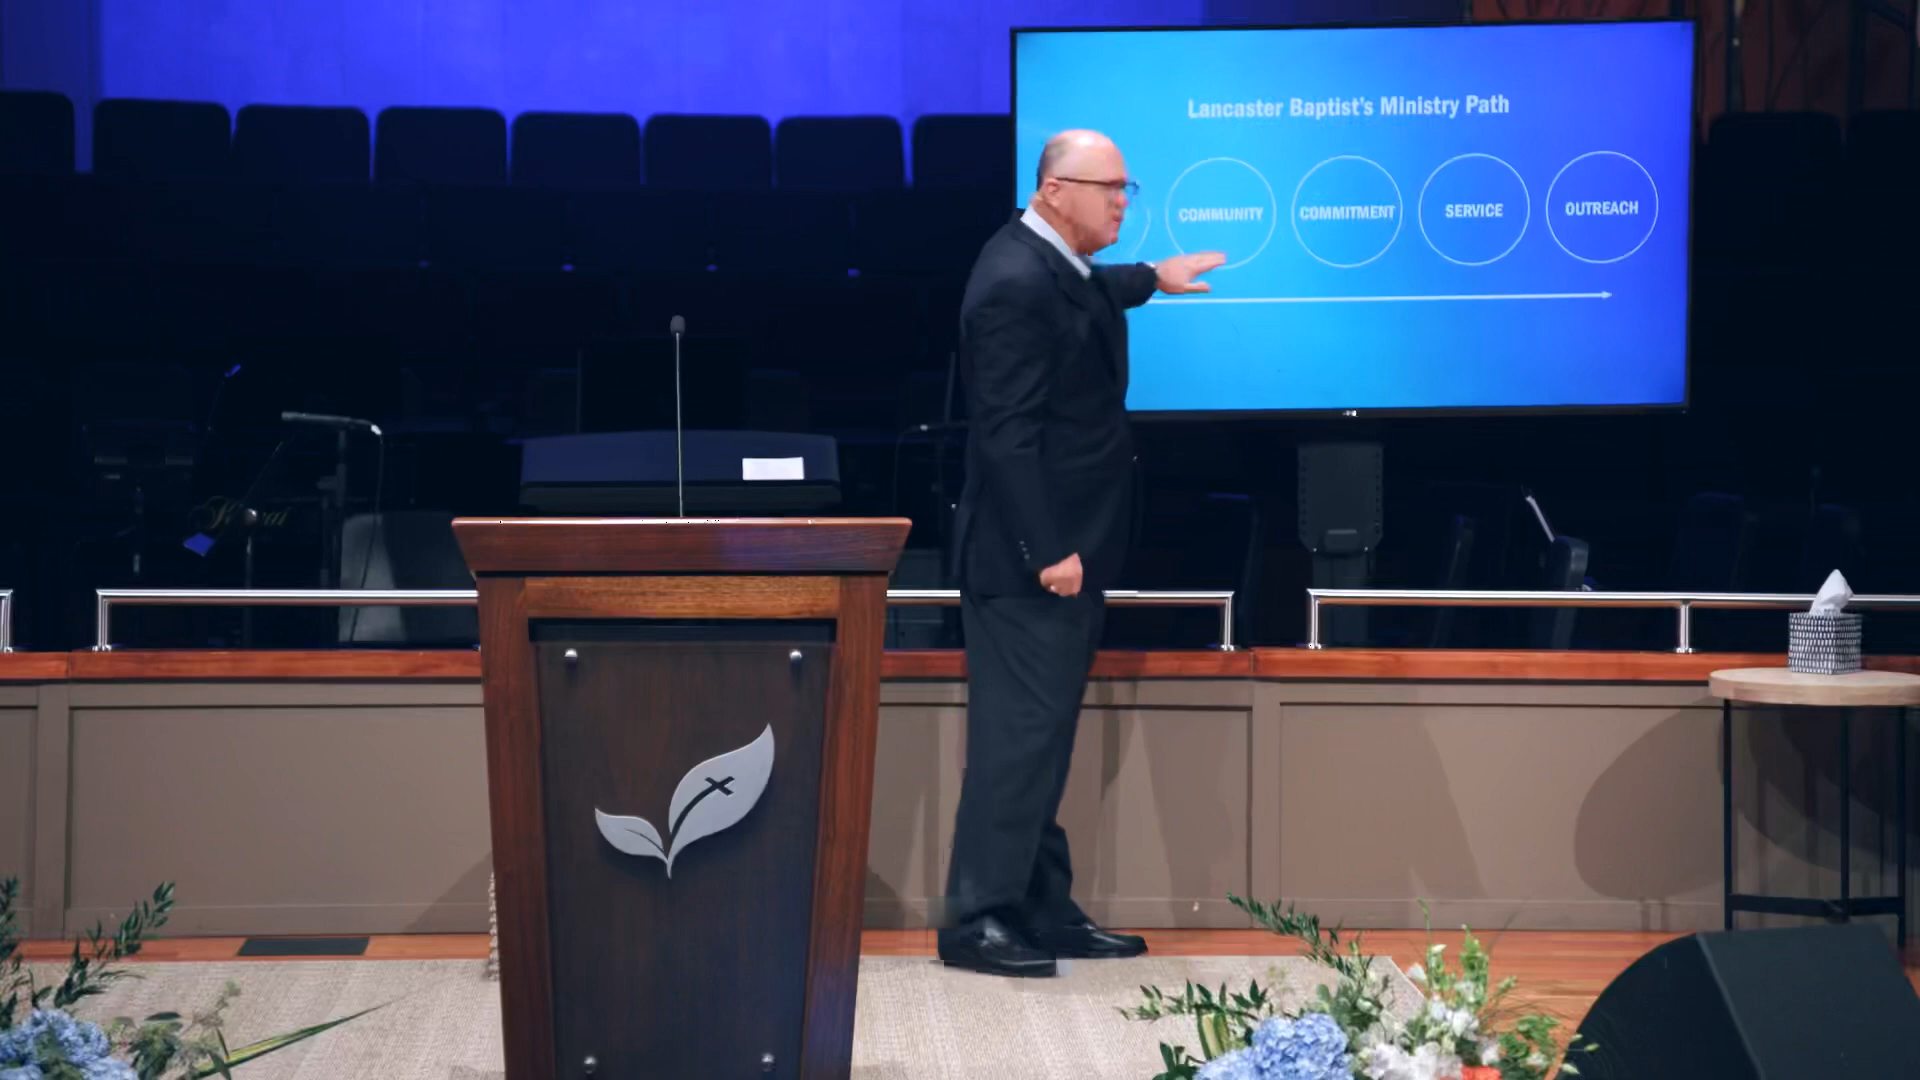 Lancaster Baptist's Ministry Path
COMMUNITY
COMMITMENT
SERVICE
OUTREACH